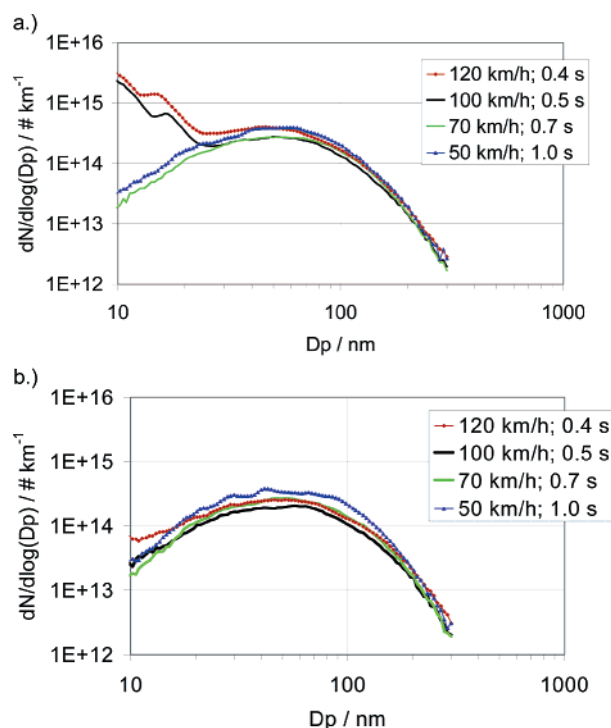 a.)
1E+16
1E+15
1E+14
1E+13
1E+12
dN/dlog(Dp) / # km⁻¹
10
100
1000
Dp / nm
120 km/h; 0.4 s
100 km/h; 0.5 s
70 km/h; 0.7 s
50 km/h; 1.0 s
b.)
1E+16
1E+15
1E+14
1E+13
1E+12
dN/dlog(Dp) / # km⁻¹
10
100
1000
Dp / nm
120 km/h; 0.4 s
100 km/h; 0.5 s
70 km/h; 0.7 s
50 km/h; 1.0 s